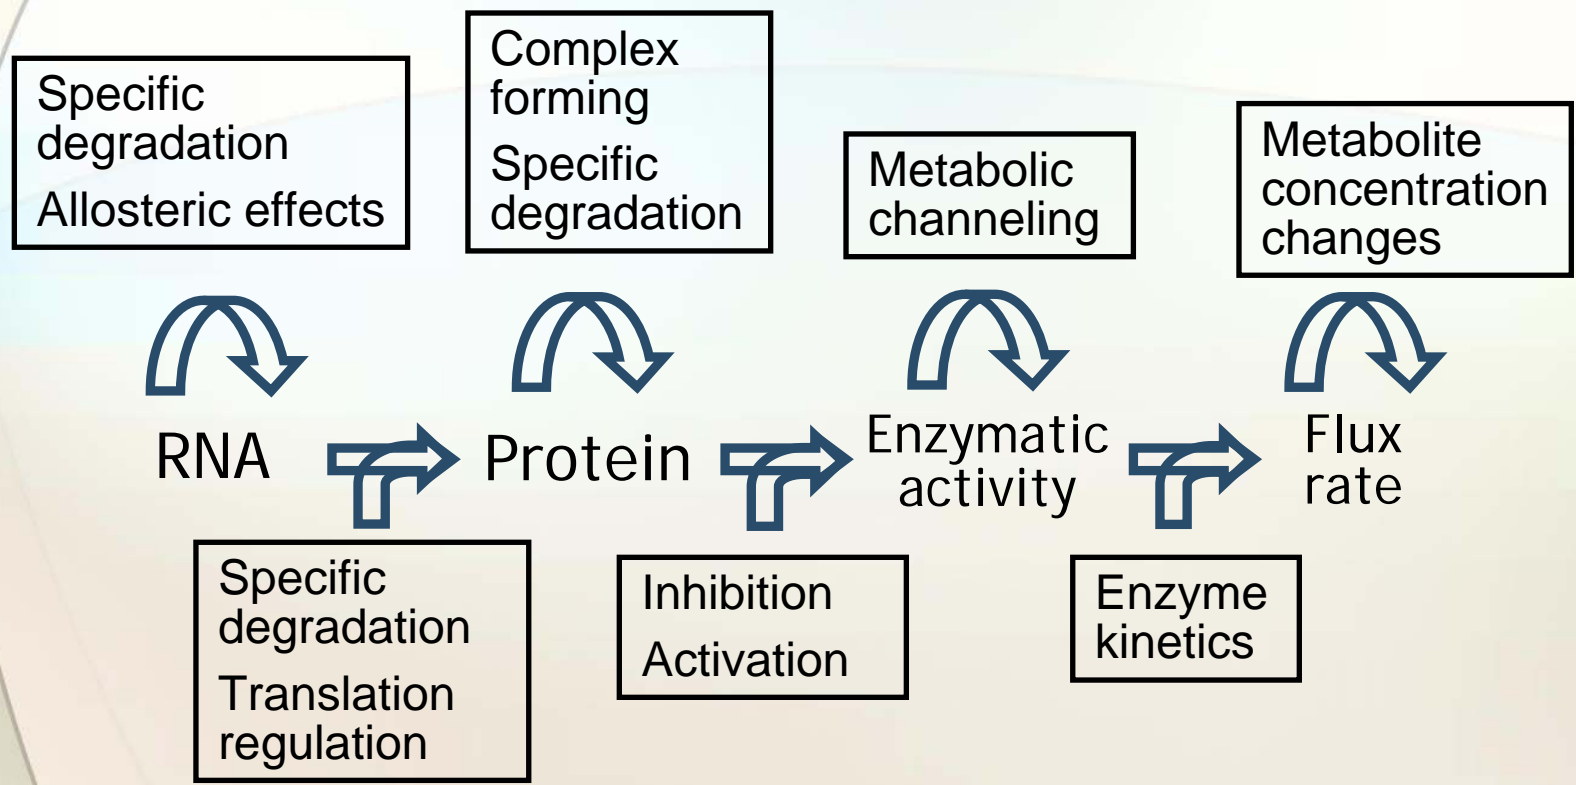 Specific
degradation
Allosteric effects
Complex
forming
Specific
degradation
Metabolic
channeling
Metabolite
concentration
changes
RNA
Protein
Enzymatic
activity
Flux
rate
Specific
degradation
Translation
regulation
Inhibition
Activation
Enzyme
kinetics